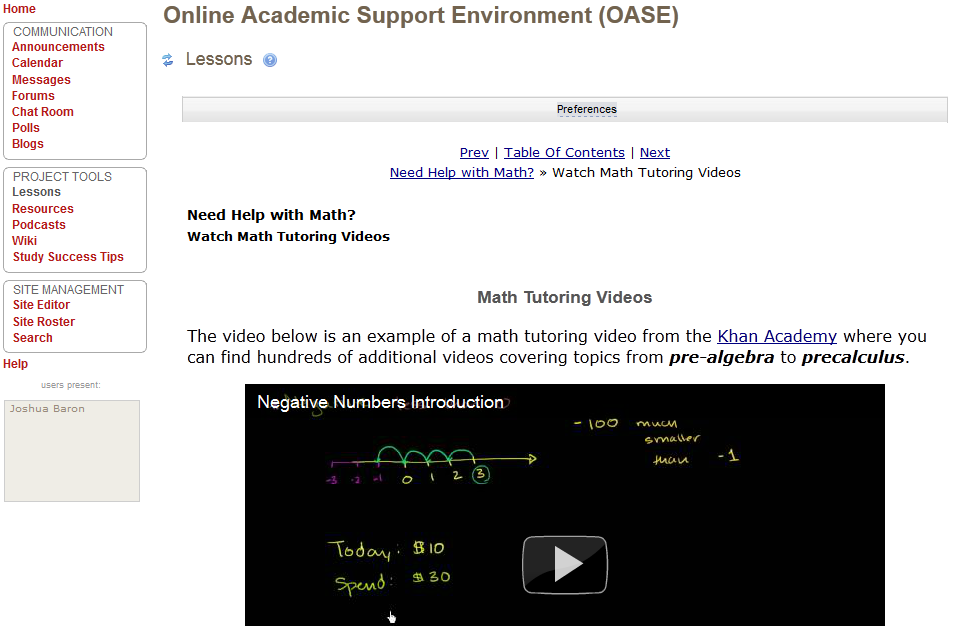 Home
COMMUNICATION
Announcements
Calendar
Messages
Forums
Chat Room
Polls
Blogs
PROJECT TOOLS
Lessons
Resources
Podcasts
Wiki
Study Success Tips
SITE MANAGEMENT
Site Editor
Site Roster
Search
Help
users present:
Joshua Baron
Online Academic Support Environment (OASE)
Lessons ?
Preferences
Prev | Table Of Contents | Next
Need Help with Math? » Watch Math Tutoring Videos
Need Help with Math?
Watch Math Tutoring Videos
Math Tutoring Videos
The video below is an example of a math tutoring video from the Khan Academy where you
can find hundreds of additional videos covering topics from pre-algebra to precalculus.
Negative Numbers Introduction
-100 much
smaller
than -1
-3 -2 -1 0 1 2 3
Today: $10
Spend: $30